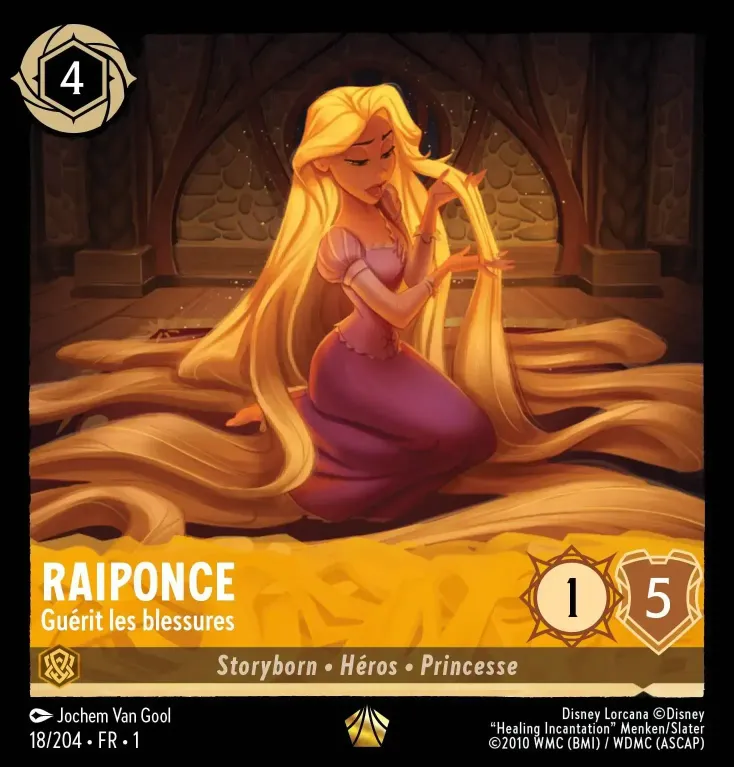 4
RAIPONCE
Guérit les blessures
1
5
Storyborn • Héros • Princesse
Jochem Van Gool
18/204 • FR • 1
Disney Lorcana ©Disney
“Healing Incantation” Menken/Slater
©2010 WMC (BMI) / WDMC (ASCAP)